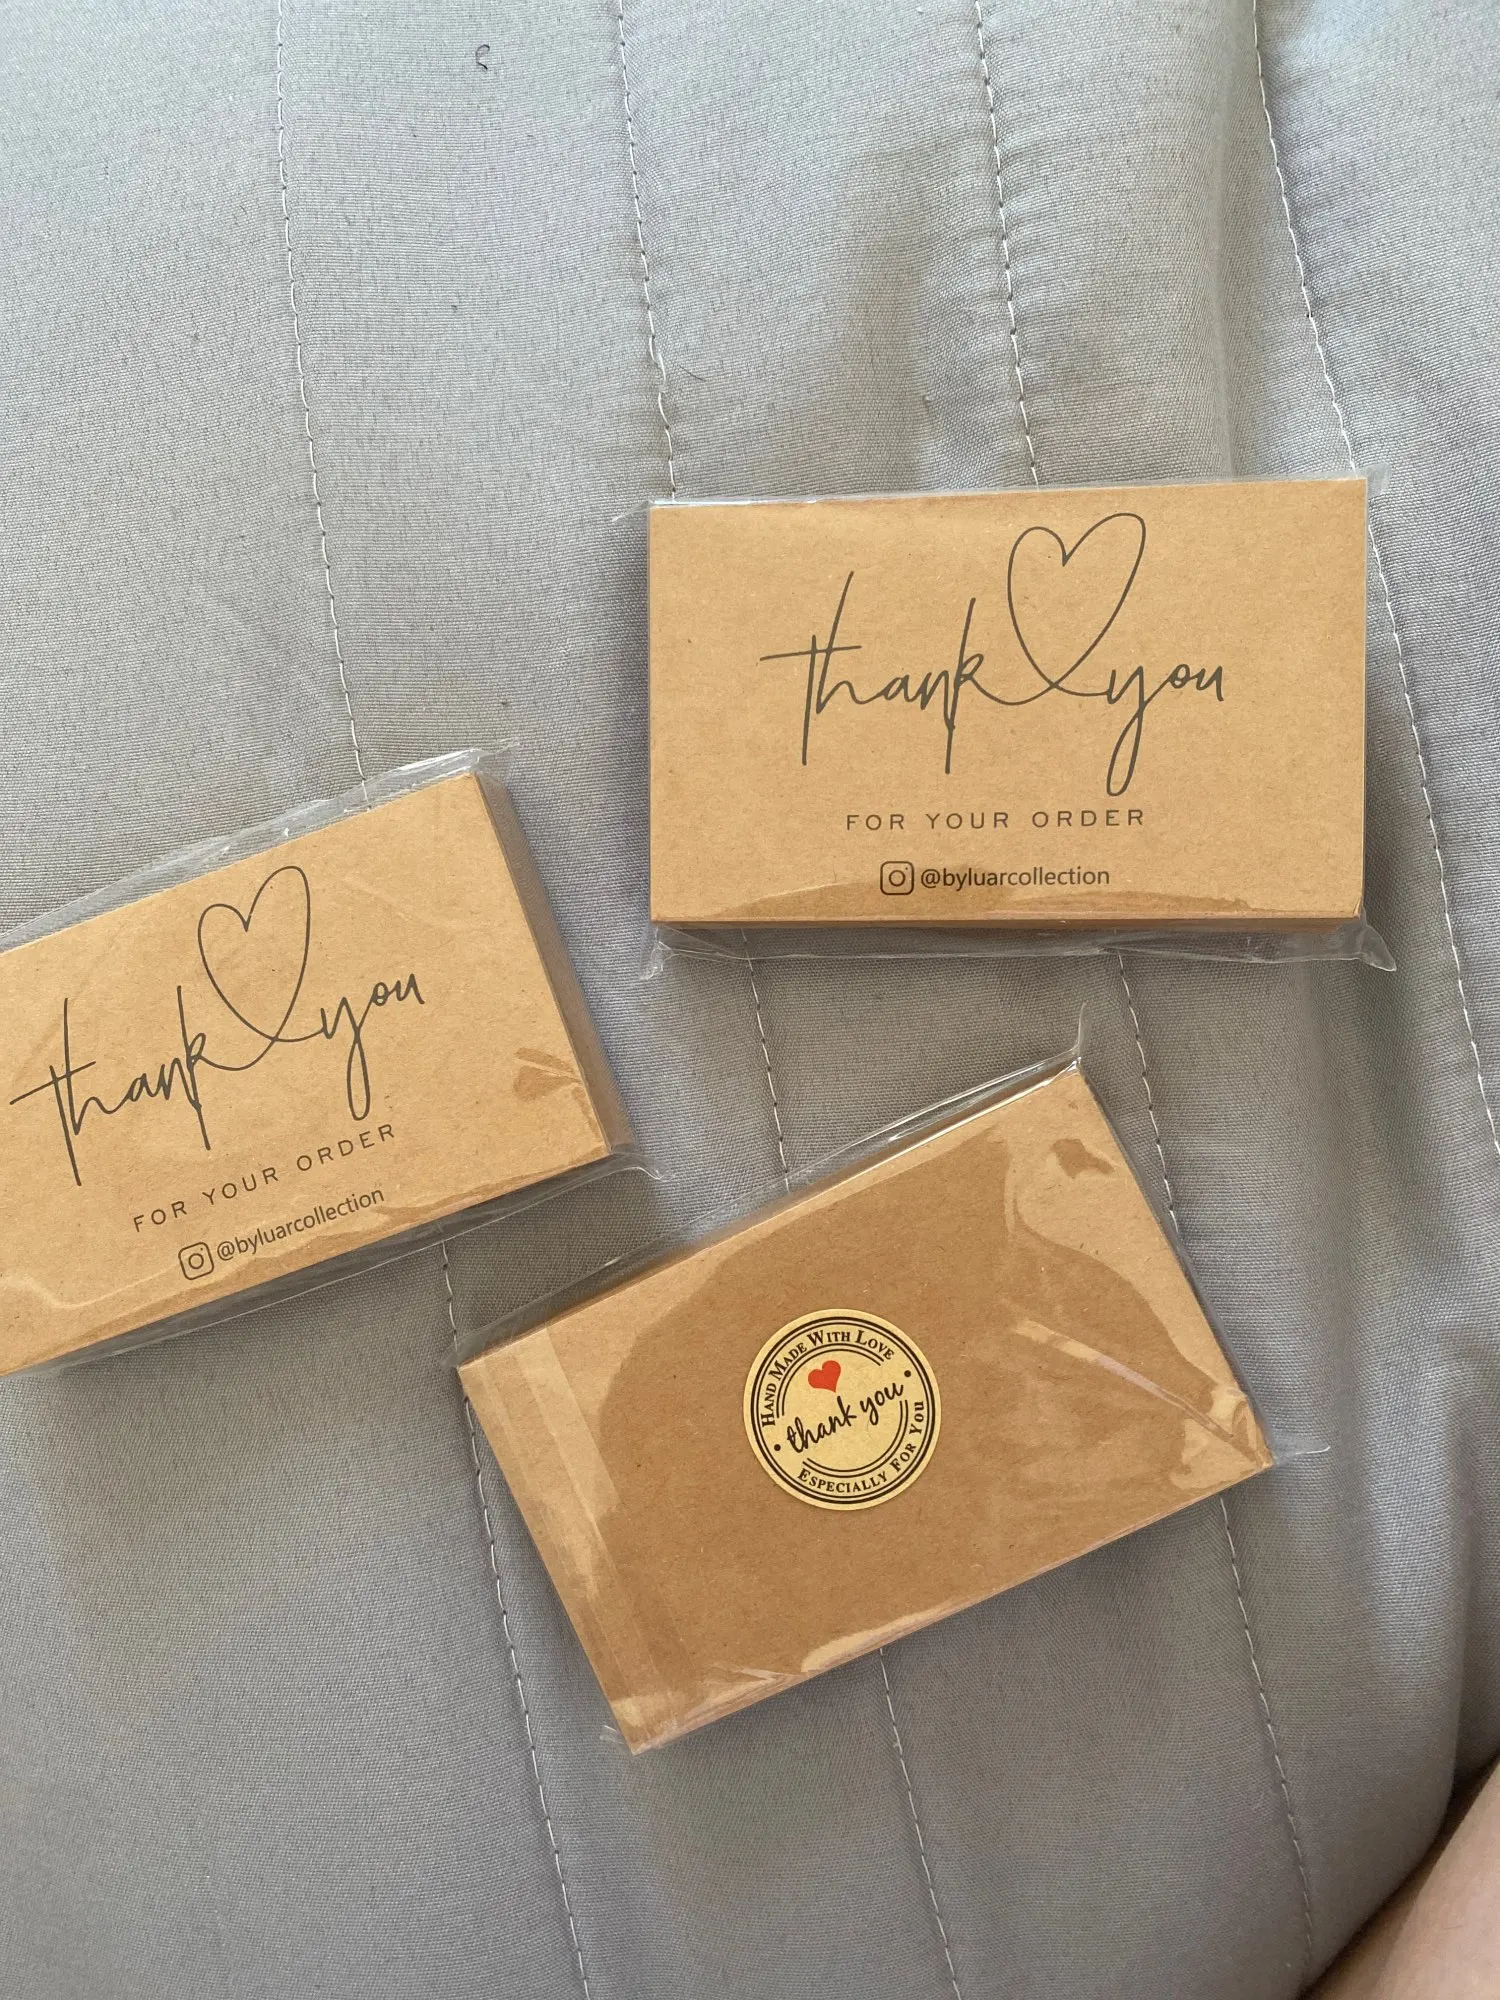 thank you
FOR YOUR ORDER
@byluarcollection
thank you
FOR YOUR ORDER
@byluarcollection
HAND MADE WITH LOVE
thank you
ESPECIALLY FOR YOU